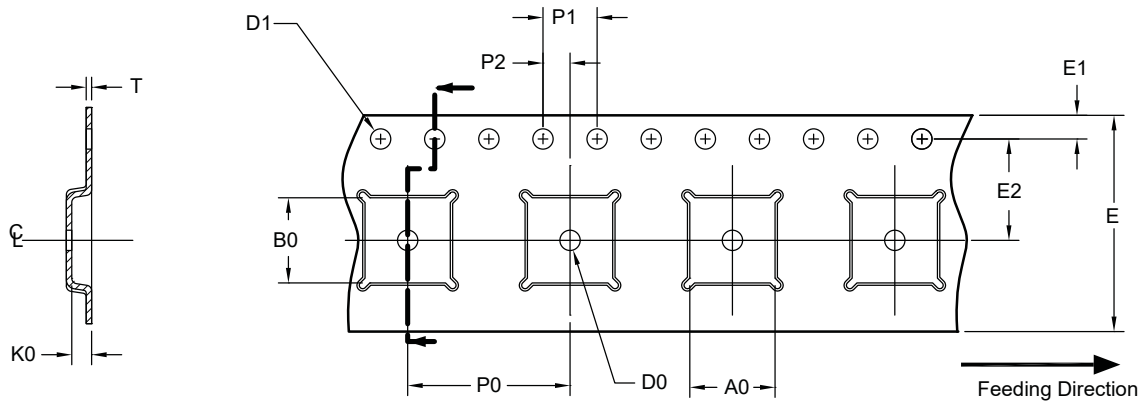 P1
D1
P2
T
E1
E2
E
B0
℄
K0
P0
D0
A0
Feeding Direction